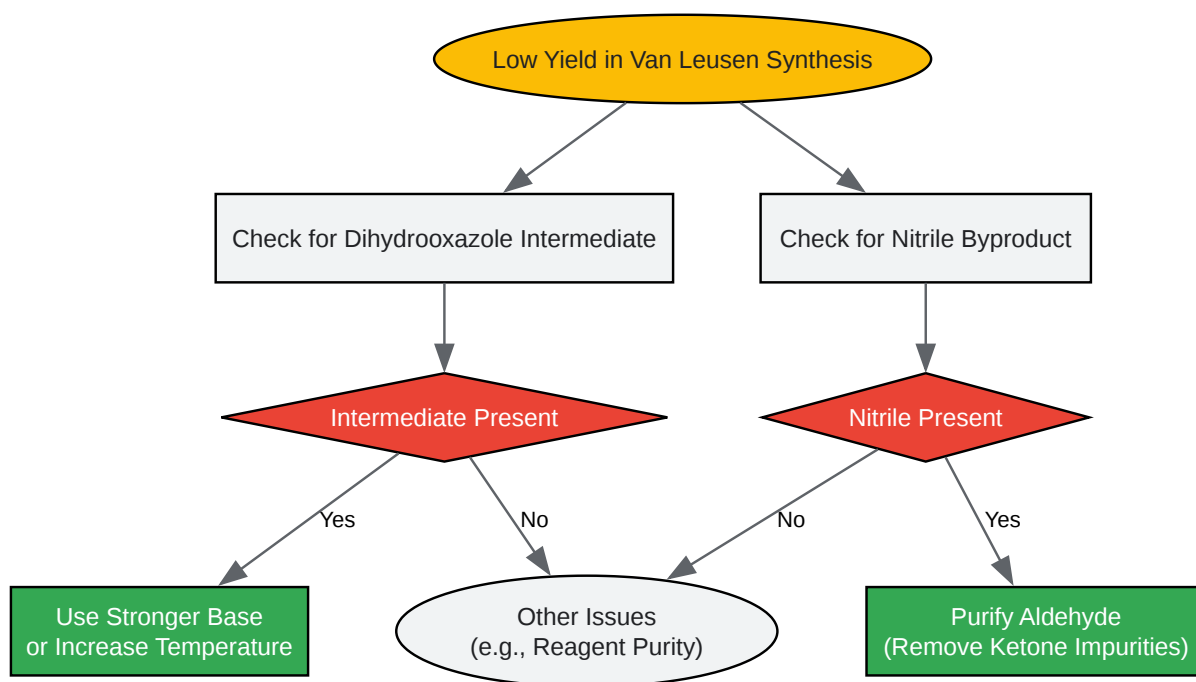 Low Yield in Van Leusen Synthesis
Check for Dihydrooxazole Intermediate
Check for Nitrile Byproduct
Intermediate Present
Nitrile Present
Yes
No
No
Yes
Use Stronger Base
or Increase Temperature
Other Issues
(e.g., Reagent Purity)
Purify Aldehyde
(Remove Ketone Impurities)